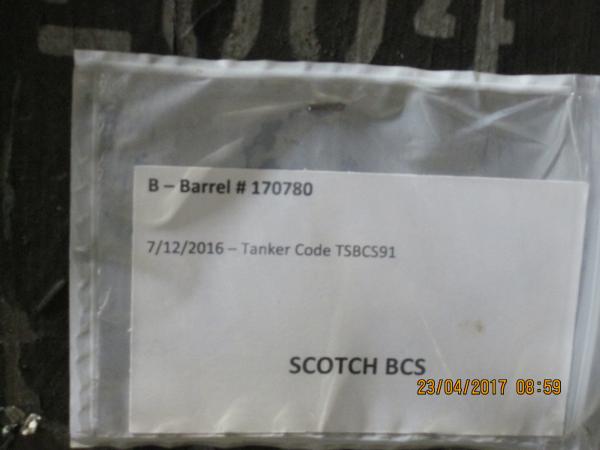 B – Barrel # 170780
7/12/2016 – Tanker Code TSBCS91
SCOTCH BCS
23/04/2017 08:59